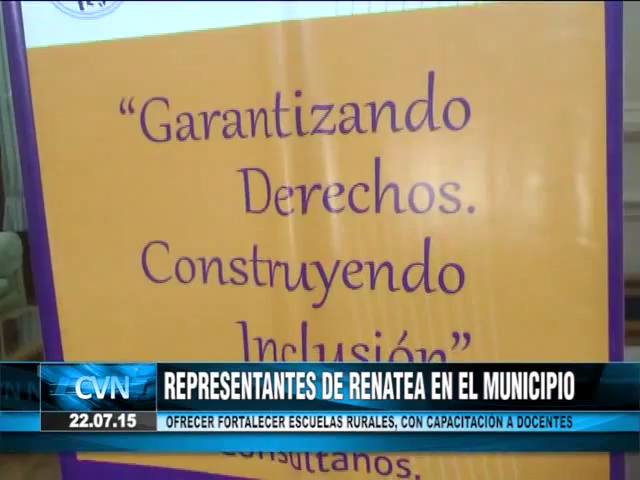 “Garantizando
Derechos.
Construyendo
Inclusión”
CVN
REPRESENTANTES DE RENATEA EN EL MUNICIPIO
22.07.15
OFRECER FORTALECER ESCUELAS RURALES, CON CAPACITACIÓN A DOCENTES